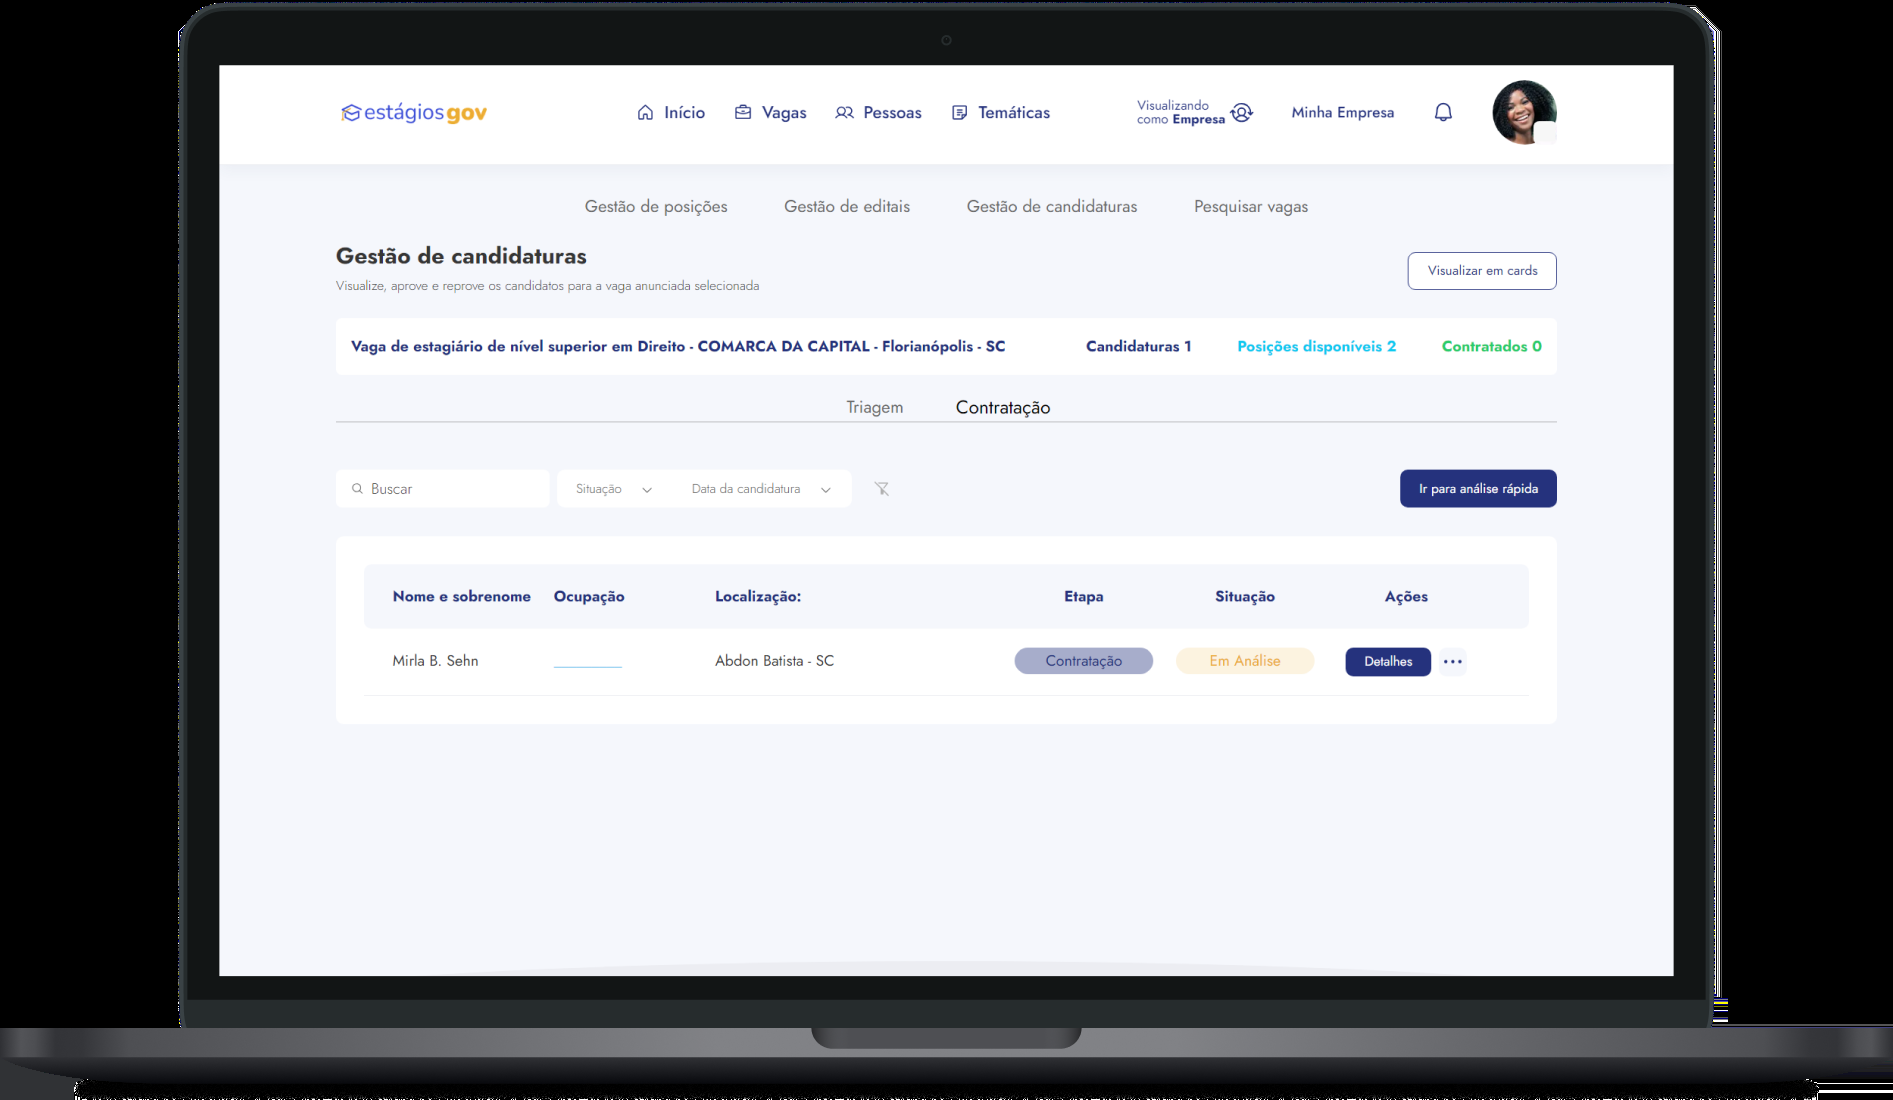 estágiosgov
Início
Vagas
Pessoas
Temáticas
Visualizando
como Empresa
Minha Empresa
Gestão de posições
Gestão de editais
Gestão de candidaturas
Pesquisar vagas
Gestão de candidaturas
Visualize, aprove e reprove os candidatos para a vaga anunciada selecionada
Visualizar em cards
Vaga de estagiário de nível superior em Direito - COMARCA DA CAPITAL - Florianópolis - SC
Candidaturas 1
Posições disponíveis 2
Contratados 0
Triagem
Contratação
Buscar
Situação
Data da candidatura
Ir para análise rápida
Nome e sobrenome
Ocupação
Localização:
Etapa
Situação
Ações
Mirla B. Sehn
Abdon Batista - SC
Contratação
Em Análise
Detalhes